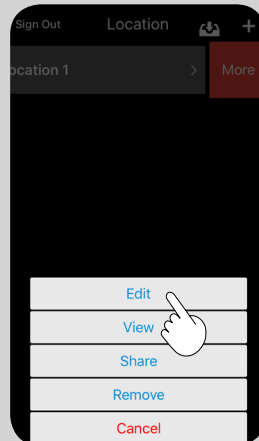 Sign Out Location +
ocation 1 > More
Edit
View
Share
Remove
Cancel